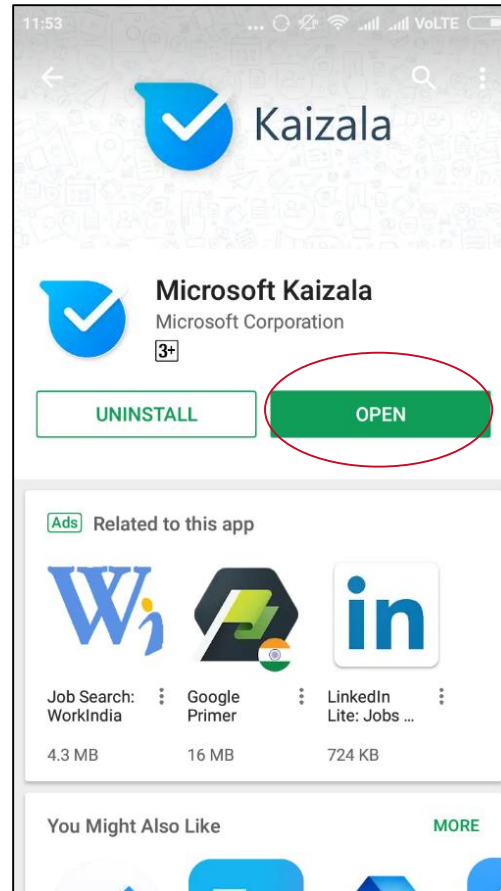 11:53 ... VoLTE
Kaizala
Microsoft Kaizala
Microsoft Corporation
3+
UNINSTALL OPEN
Ads Related to this app
Job Search: WorkIndia
Google Primer
LinkedIn Lite: Jobs ...
4.3 MB 16 MB 724 KB
You Might Also Like MORE